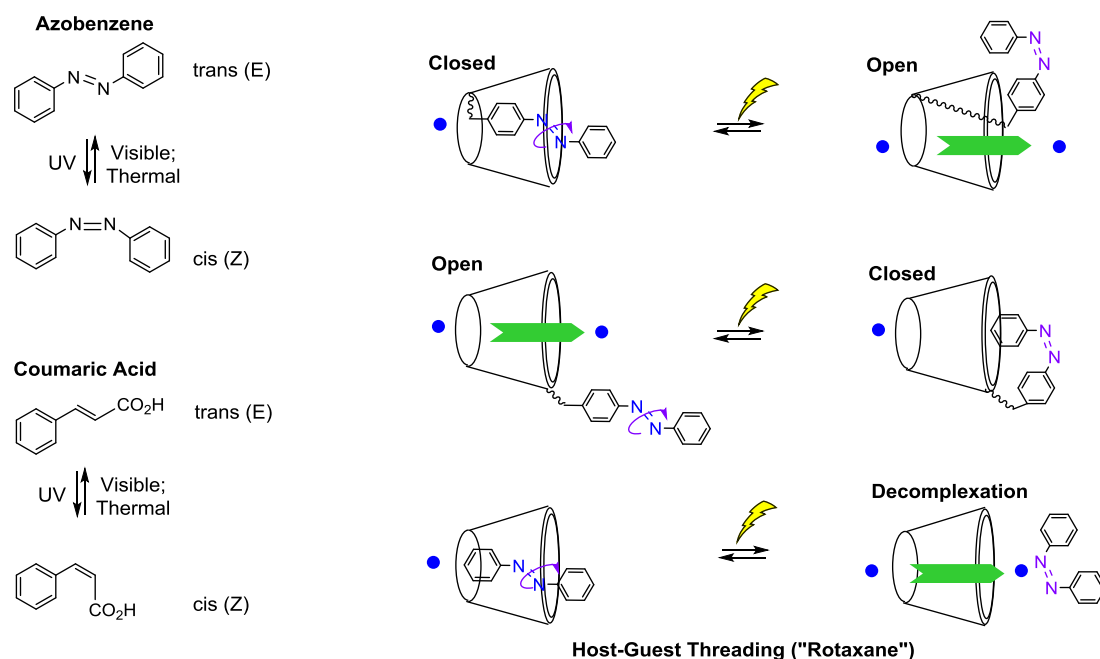 Azobenzene
N
N
trans (E)
UV
Visible;
Thermal
N
N
cis (Z)
Coumaric Acid
CO2H
trans (E)
UV
Visible;
Thermal
CO2H
cis (Z)
Closed
N
N
Open
N
N
Open
N
N
Closed
N
N
N
N
Decomplexation
N
N
Host-Guest Threading ("Rotaxane")